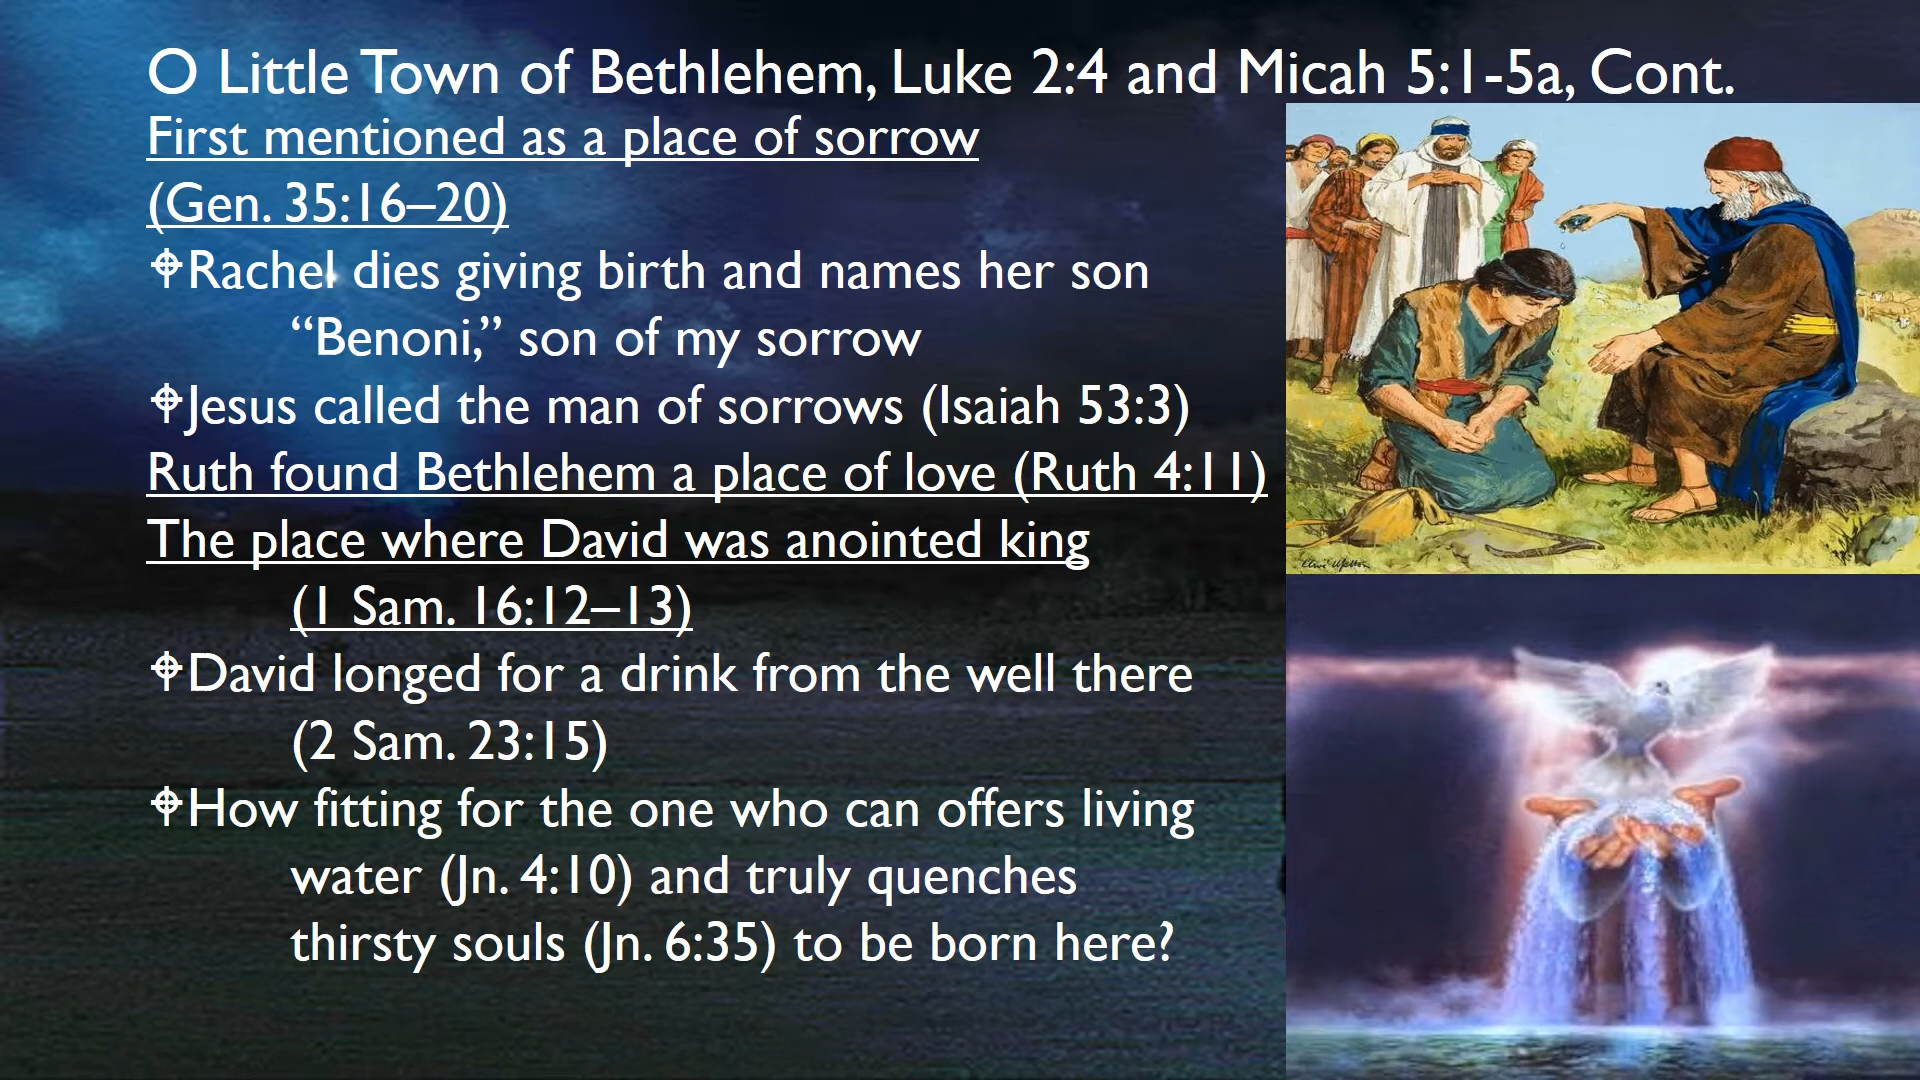 O Little Town of Bethlehem, Luke 2:4 and Micah 5:1-5a, Cont.
First mentioned as a place of sorrow
(Gen. 35:16–20)
Rachel dies giving birth and names her son
“Benoni,” son of my sorrow
Jesus called the man of sorrows (Isaiah 53:3)
Ruth found Bethlehem a place of love (Ruth 4:11)
The place where David was anointed king
(1 Sam. 16:12–13)
David longed for a drink from the well there
(2 Sam. 23:15)
How fitting for the one who can offers living
water (Jn. 4:10) and truly quenches
thirsty souls (Jn. 6:35) to be born here?